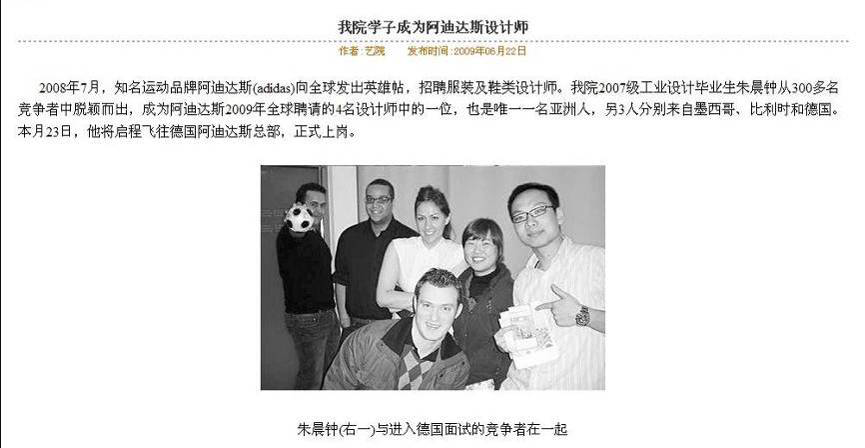 我院学子成为阿迪达斯设计师
作者:艺院 发布时间:2009年06月22日
2008年7月，知名运动品牌阿迪达斯(adidas)向全球发出英雄帖，招聘服装及鞋类设计师。我院2007级工业设计毕业生朱晨钟从300多名
竞争者中脱颖而出，成为阿迪达斯2009年全球聘请的4名设计师中的一位，也是唯一一名亚洲人，另3人分别来自墨西哥、比利时和德国。
本月23日，他将启程飞往德国阿迪达斯总部，正式上岗。
朱晨钟(右一)与进入德国面试的竞争者在一起